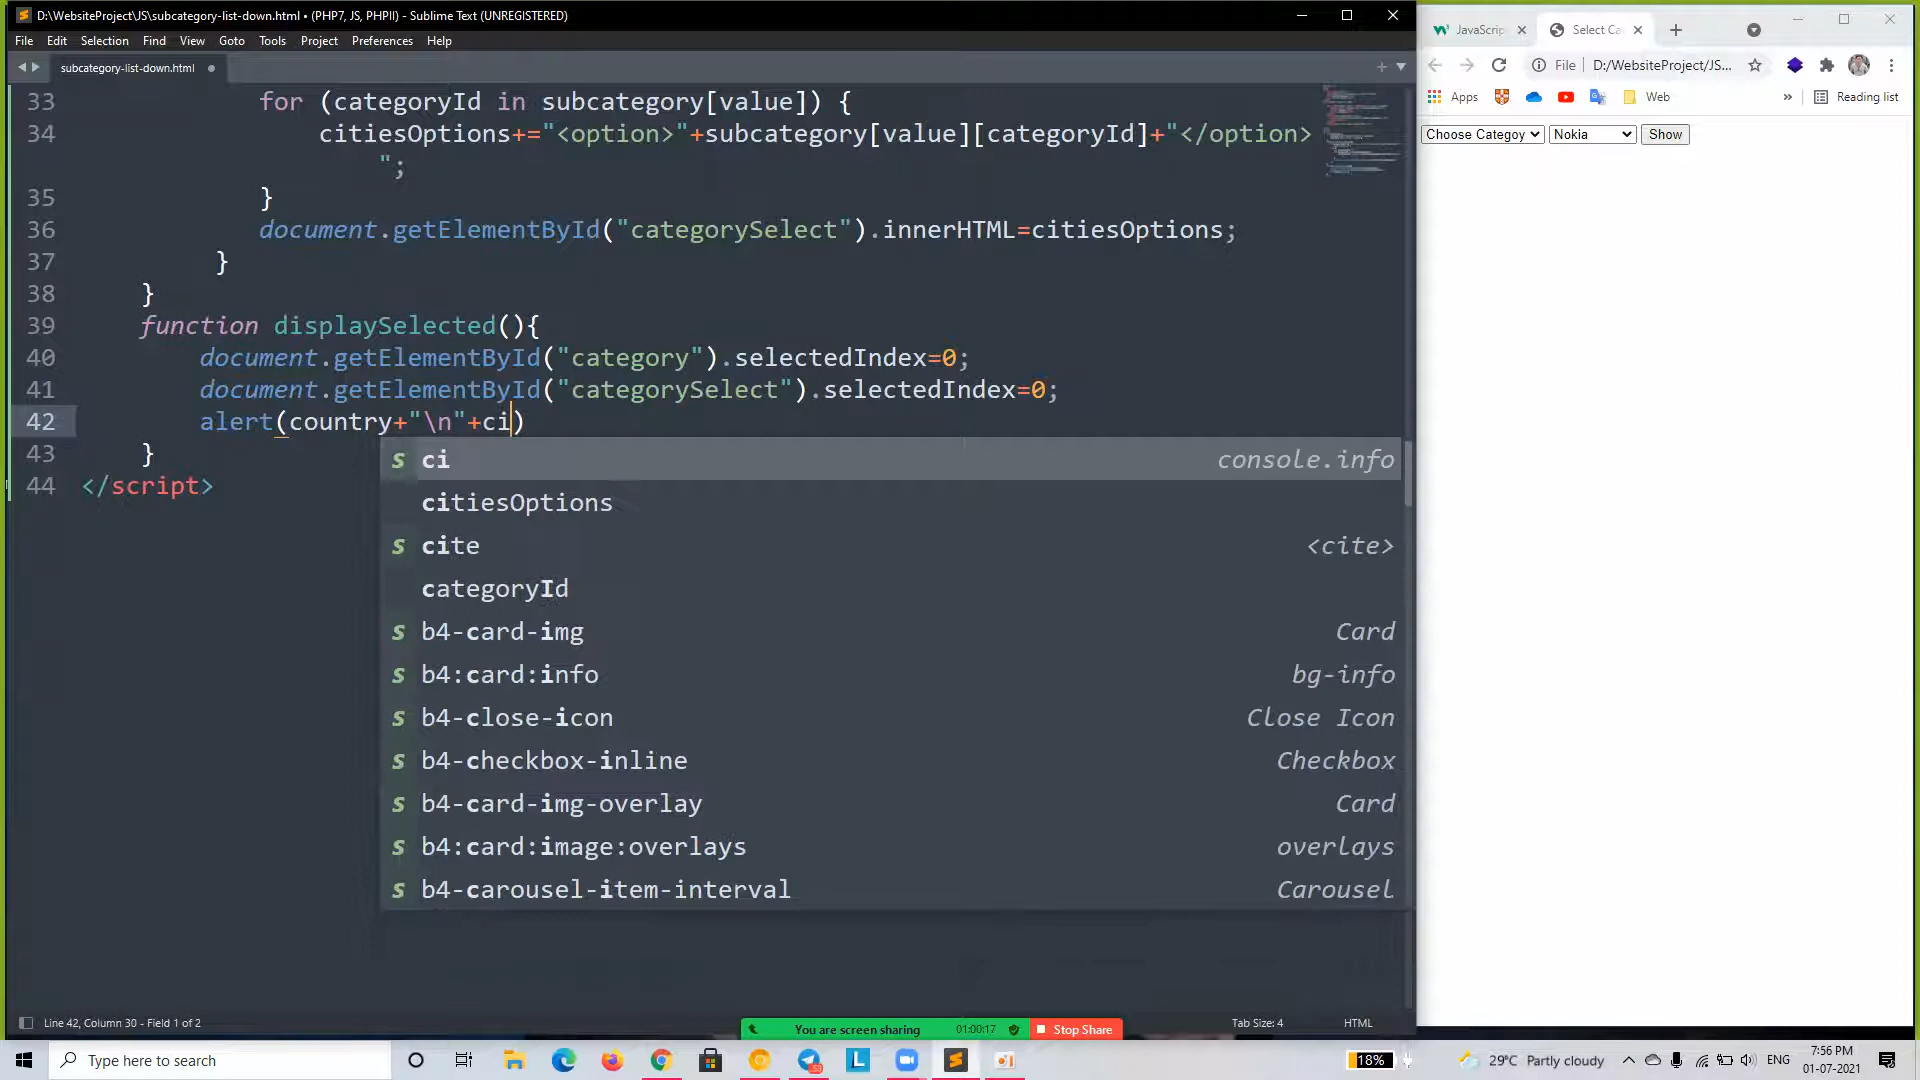 D:\WebsiteProject\JS\subcategory-list-down.html • (PHP7, JS, PHPII) - Sublime Text (UNREGISTERED)
File Edit Selection Find View Goto Tools Project Preferences Help
subcategory-list-down.html
33 for (categoryId in subcategory[value]) {
34 citiesOptions+="<option>"+subcategory[value][categoryId]+"</option>
";
35 }
36 document.getElementById("categorySelect").innerHTML=citiesOptions;
37 }
38 }
39 function displaySelected(){
40 document.getElementById("category").selectedIndex=0;
41 document.getElementById("categorySelect").selectedIndex=0;
42 alert(country+"\n"+ci)
43 }
44 </script>
s ci console.info
citiesOptions
s cite <cite>
categoryId
s b4-card-img Card
s b4:card:info bg-info
s b4-close-icon Close Icon
s b4-checkbox-inline Checkbox
s b4-card-img-overlay Card
s b4:card:image:overlays overlays
s b4-carousel-item-interval Carousel
Line 42, Column 30 - Field 1 of 2
Tab Size: 4 HTML
You are screen sharing 01:00:17 Stop Share
JavaScrip Select Ca
File D:/WebsiteProject/JS...
Apps Web » Reading list
Choose Categoy Nokia Show
Type here to search
18% 29°C Partly cloudy ENG 7:56 PM
01-07-2021